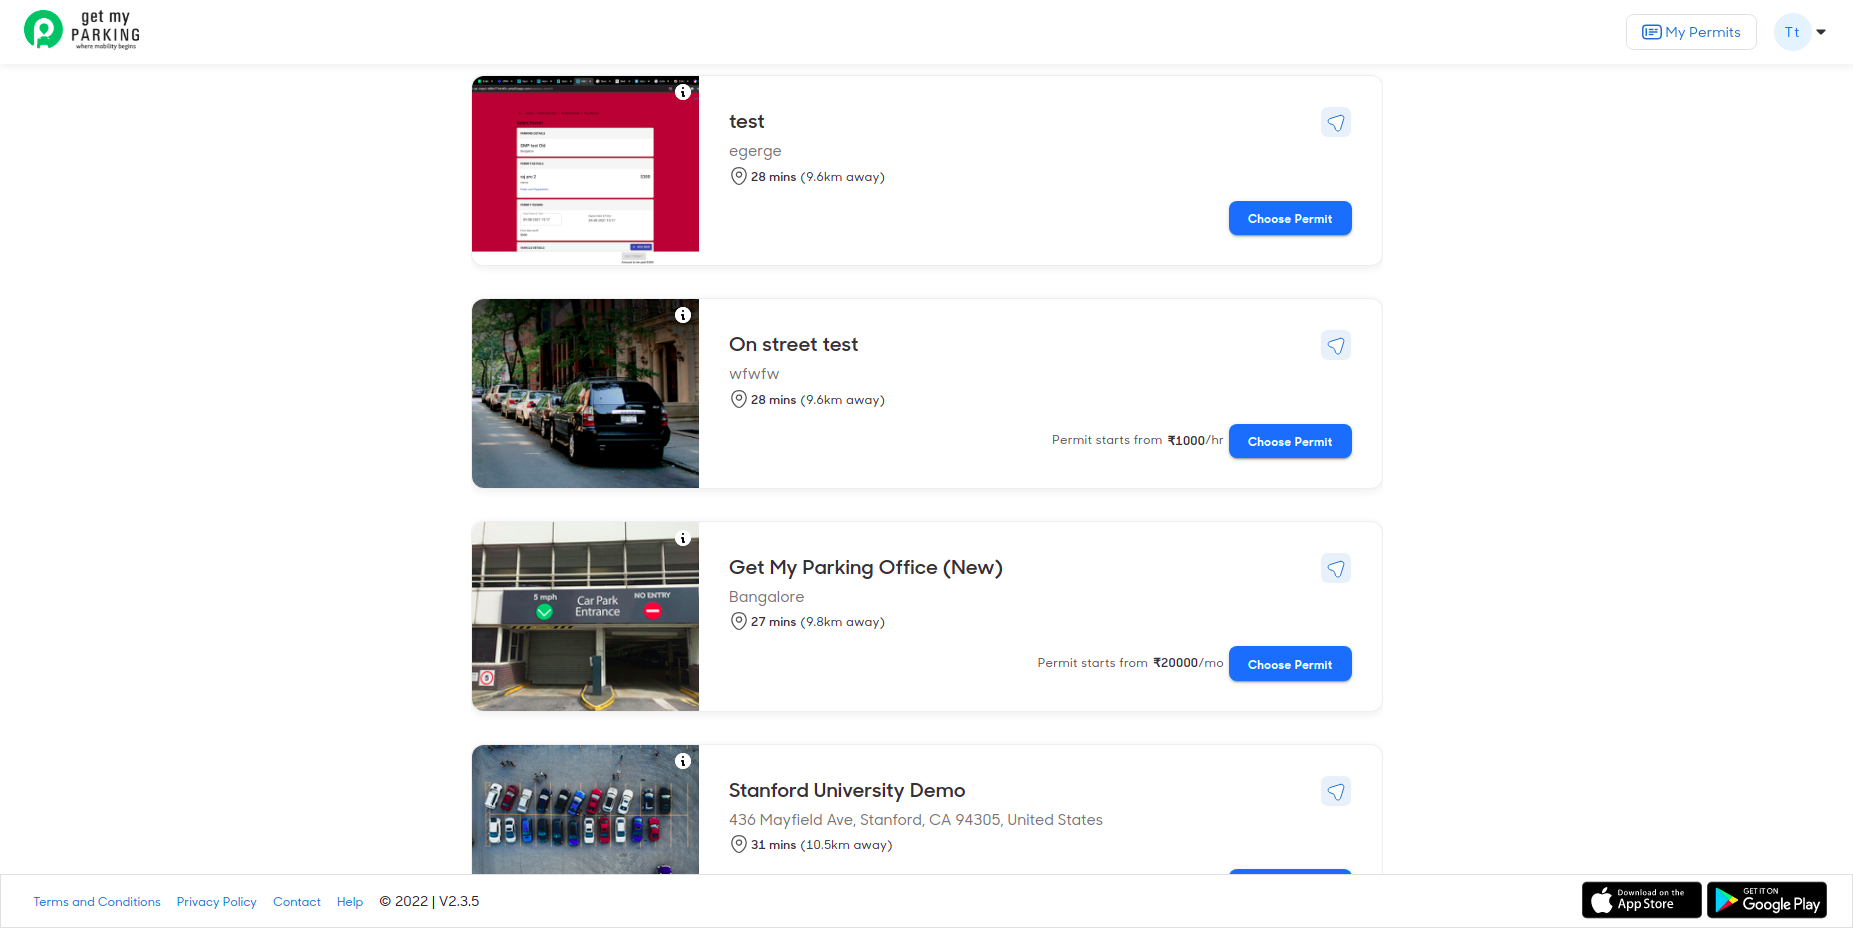 get my
PARKING
where mobility begins
My Permits
Tt
test
egerge
28 mins (9.6km away)
Choose Permit
On street test
wfwfw
28 mins (9.6km away)
Permit starts from ₹1000/hr
Choose Permit
5 mph
Car Park
Entrance
NO ENTRY
Get My Parking Office (New)
Bangalore
27 mins (9.8km away)
Permit starts from ₹20000/mo
Choose Permit
Stanford University Demo
436 Mayfield Ave, Stanford, CA 94305, United States
31 mins (10.5km away)
Terms and Conditions Privacy Policy Contact Help © 2022 | V2.3.5
Download on the
App Store
GET IT ON
Google Play